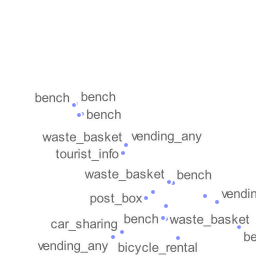 bench bench
bench
waste_basket vending_any
tourist_info
waste_basket bench
post_box vendin
car_sharing bench waste_basket
be
vending_any bicycle_rental